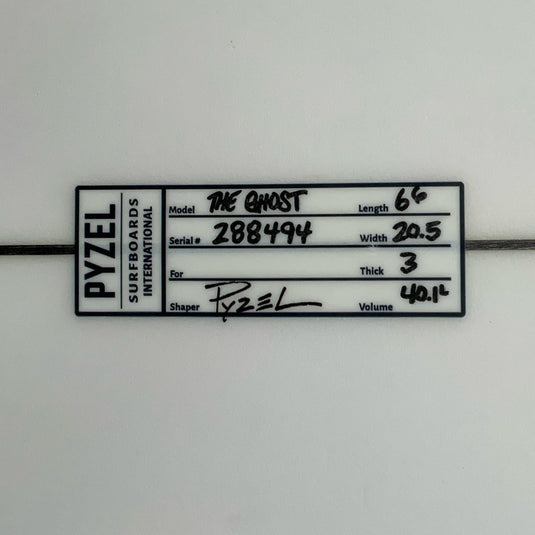 PYZEL
SURFBOARDS
INTERNATIONAL
Model THE GHOST Length 6 6
Serial # 288494 Width 20.5
For Thick 3
Shaper PYZEL Volume 40.1L